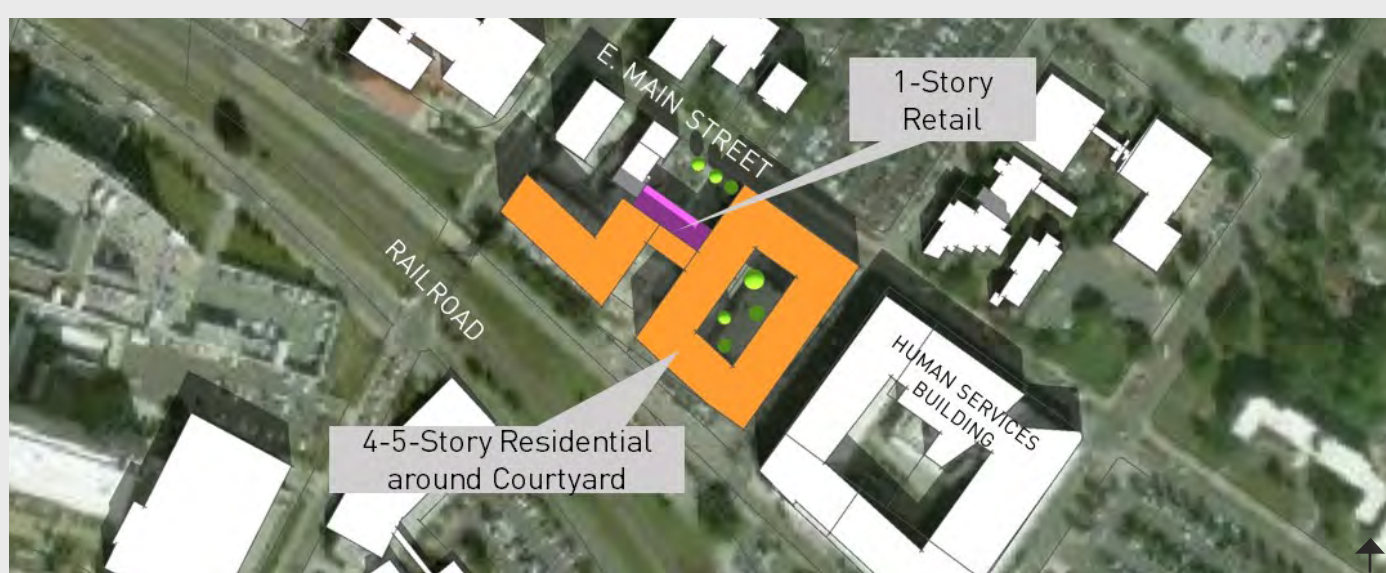 E. MAIN STREET
1-Story
Retail
RAILROAD
HUMAN SERVICES
BUILDING
4-5-Story Residential
around Courtyard